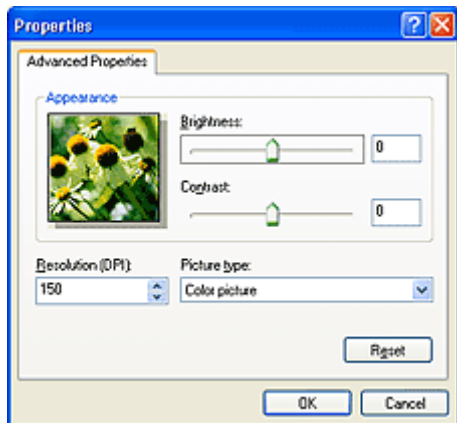 Properties
Advanced Properties
Appearance
Brightness:
0
Contrast:
0
Resolution (DPI):
150
Picture type:
Color picture
Reset
OK
Cancel